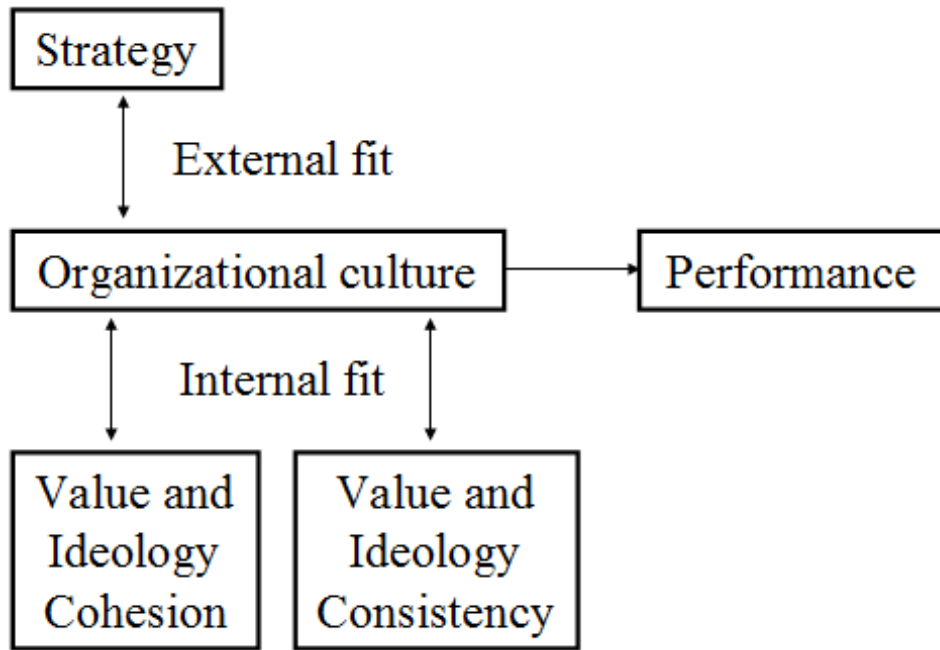 Strategy
External fit
Organizational culture
Performance
Internal fit
Value and
Ideology
Cohesion
Value and
Ideology
Consistency